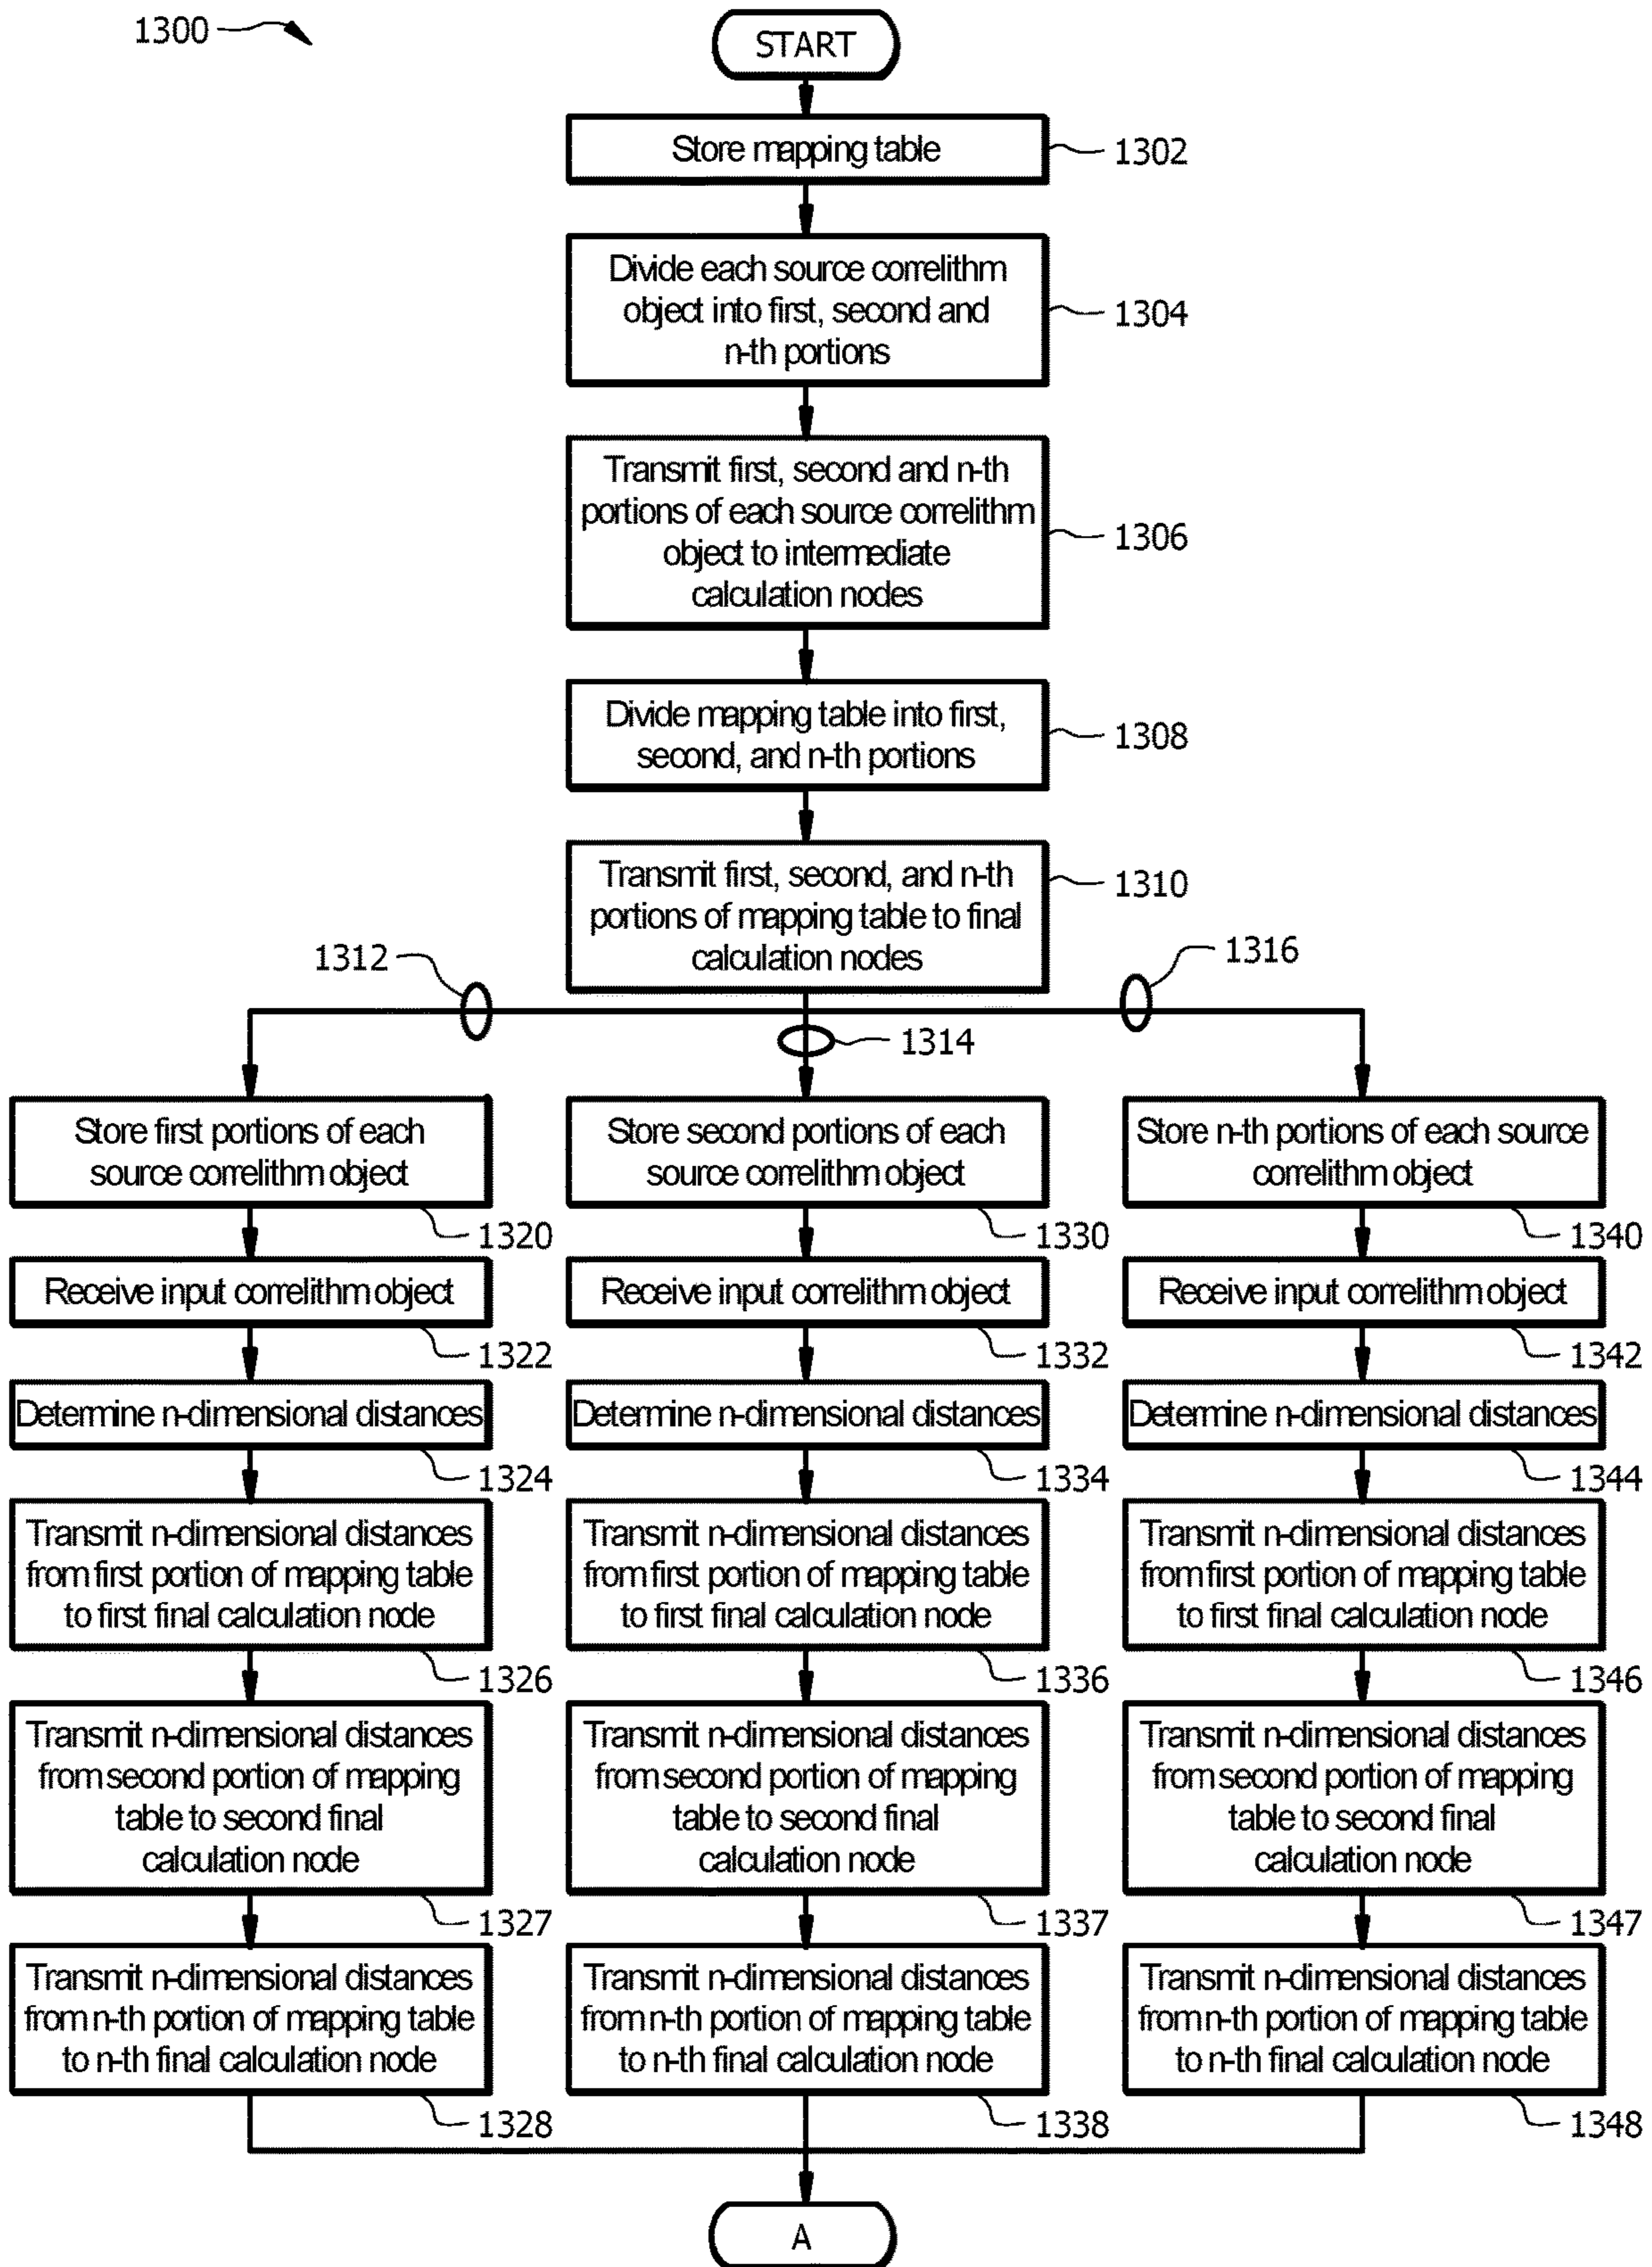 1300
START
Store mapping table
1302
Divide each source correlithm
object into first, second and
n-th portions
1304
Transmit first, second and n-th
portions of each source correlithm
object to intermediate
calculation nodes
1306
Divide mapping table into first,
second, and n-th portions
1308
Transmit first, second, and n-th
portions of mapping table to final
calculation nodes
1310
1312
1314
1316
Store first portions of each
source correlithm object
1320
Receive input correlithm object
1322
Determine n-dimensional distances
1324
Transmit n-dimensional distances
from first portion of mapping table
to first final calculation node
1326
Transmit n-dimensional distances
from second portion of mapping
table to second final
calculation node
1327
Transmit n-dimensional distances
from n-th portion of mapping table
to n-th final calculation node
1328
Store second portions of each
source correlithm object
1330
Receive input correlithm object
1332
Determine n-dimensional distances
1334
Transmit n-dimensional distances
from first portion of mapping table
to first final calculation node
1336
Transmit n-dimensional distances
from second portion of mapping
table to second final
calculation node
1337
Transmit n-dimensional distances
from n-th portion of mapping table
to n-th final calculation node
1338
Store n-th portions of each source
correlithm object
1340
Receive input correlithm object
1342
Determine n-dimensional distances
1344
Transmit n-dimensional distances
from first portion of mapping table
to first final calculation node
1346
Transmit n-dimensional distances
from second portion of mapping
table to second final
calculation node
1347
Transmit n-dimensional distances
from n-th portion of mapping table
to n-th final calculation node
1348
A